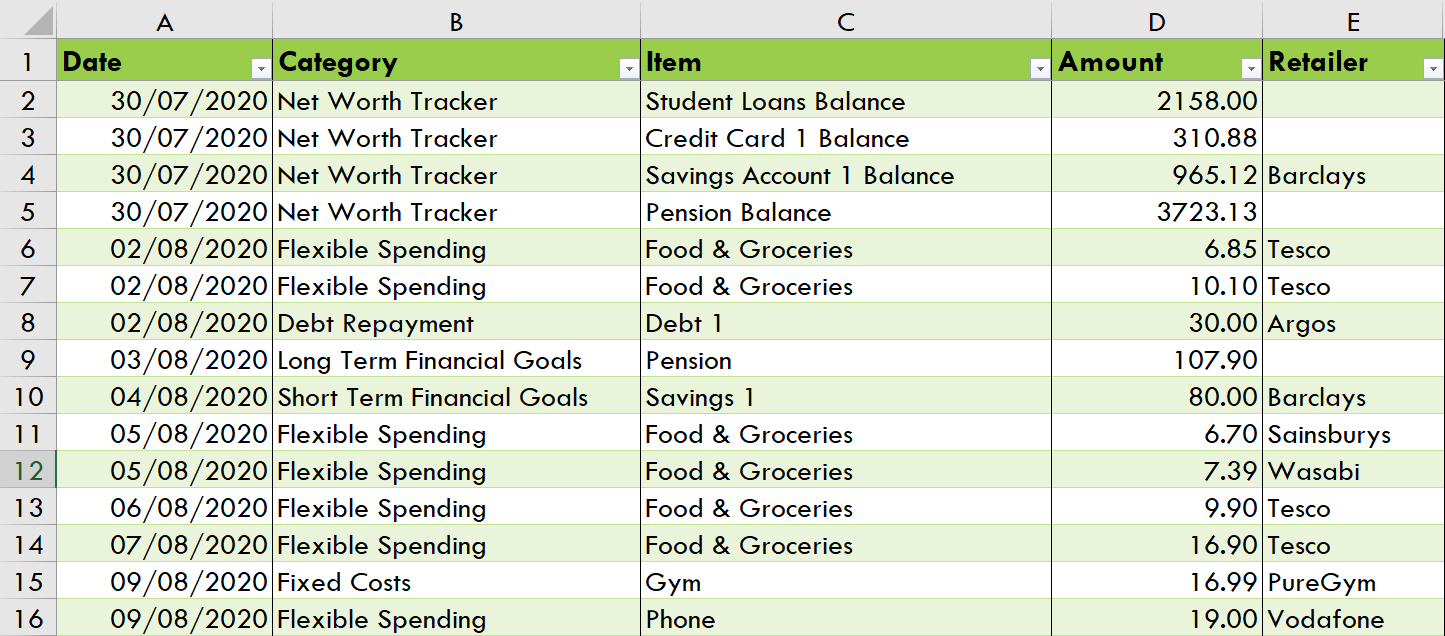 A B C D E
1 Date Category Item Amount Retailer
2 30/07/2020 Net Worth Tracker Student Loans Balance 2158.00
3 30/07/2020 Net Worth Tracker Credit Card 1 Balance 310.88
4 30/07/2020 Net Worth Tracker Savings Account 1 Balance 965.12 Barclays
5 30/07/2020 Net Worth Tracker Pension Balance 3723.13
6 02/08/2020 Flexible Spending Food & Groceries 6.85 Tesco
7 02/08/2020 Flexible Spending Food & Groceries 10.10 Tesco
8 02/08/2020 Debt Repayment Debt 1 30.00 Argos
9 03/08/2020 Long Term Financial Goals Pension 107.90
10 04/08/2020 Short Term Financial Goals Savings 1 80.00 Barclays
11 05/08/2020 Flexible Spending Food & Groceries 6.70 Sainsburys
12 05/08/2020 Flexible Spending Food & Groceries 7.39 Wasabi
13 06/08/2020 Flexible Spending Food & Groceries 9.90 Tesco
14 07/08/2020 Flexible Spending Food & Groceries 16.90 Tesco
15 09/08/2020 Fixed Costs Gym 16.99 PureGym
16 09/08/2020 Flexible Spending Phone 19.00 Vodafone